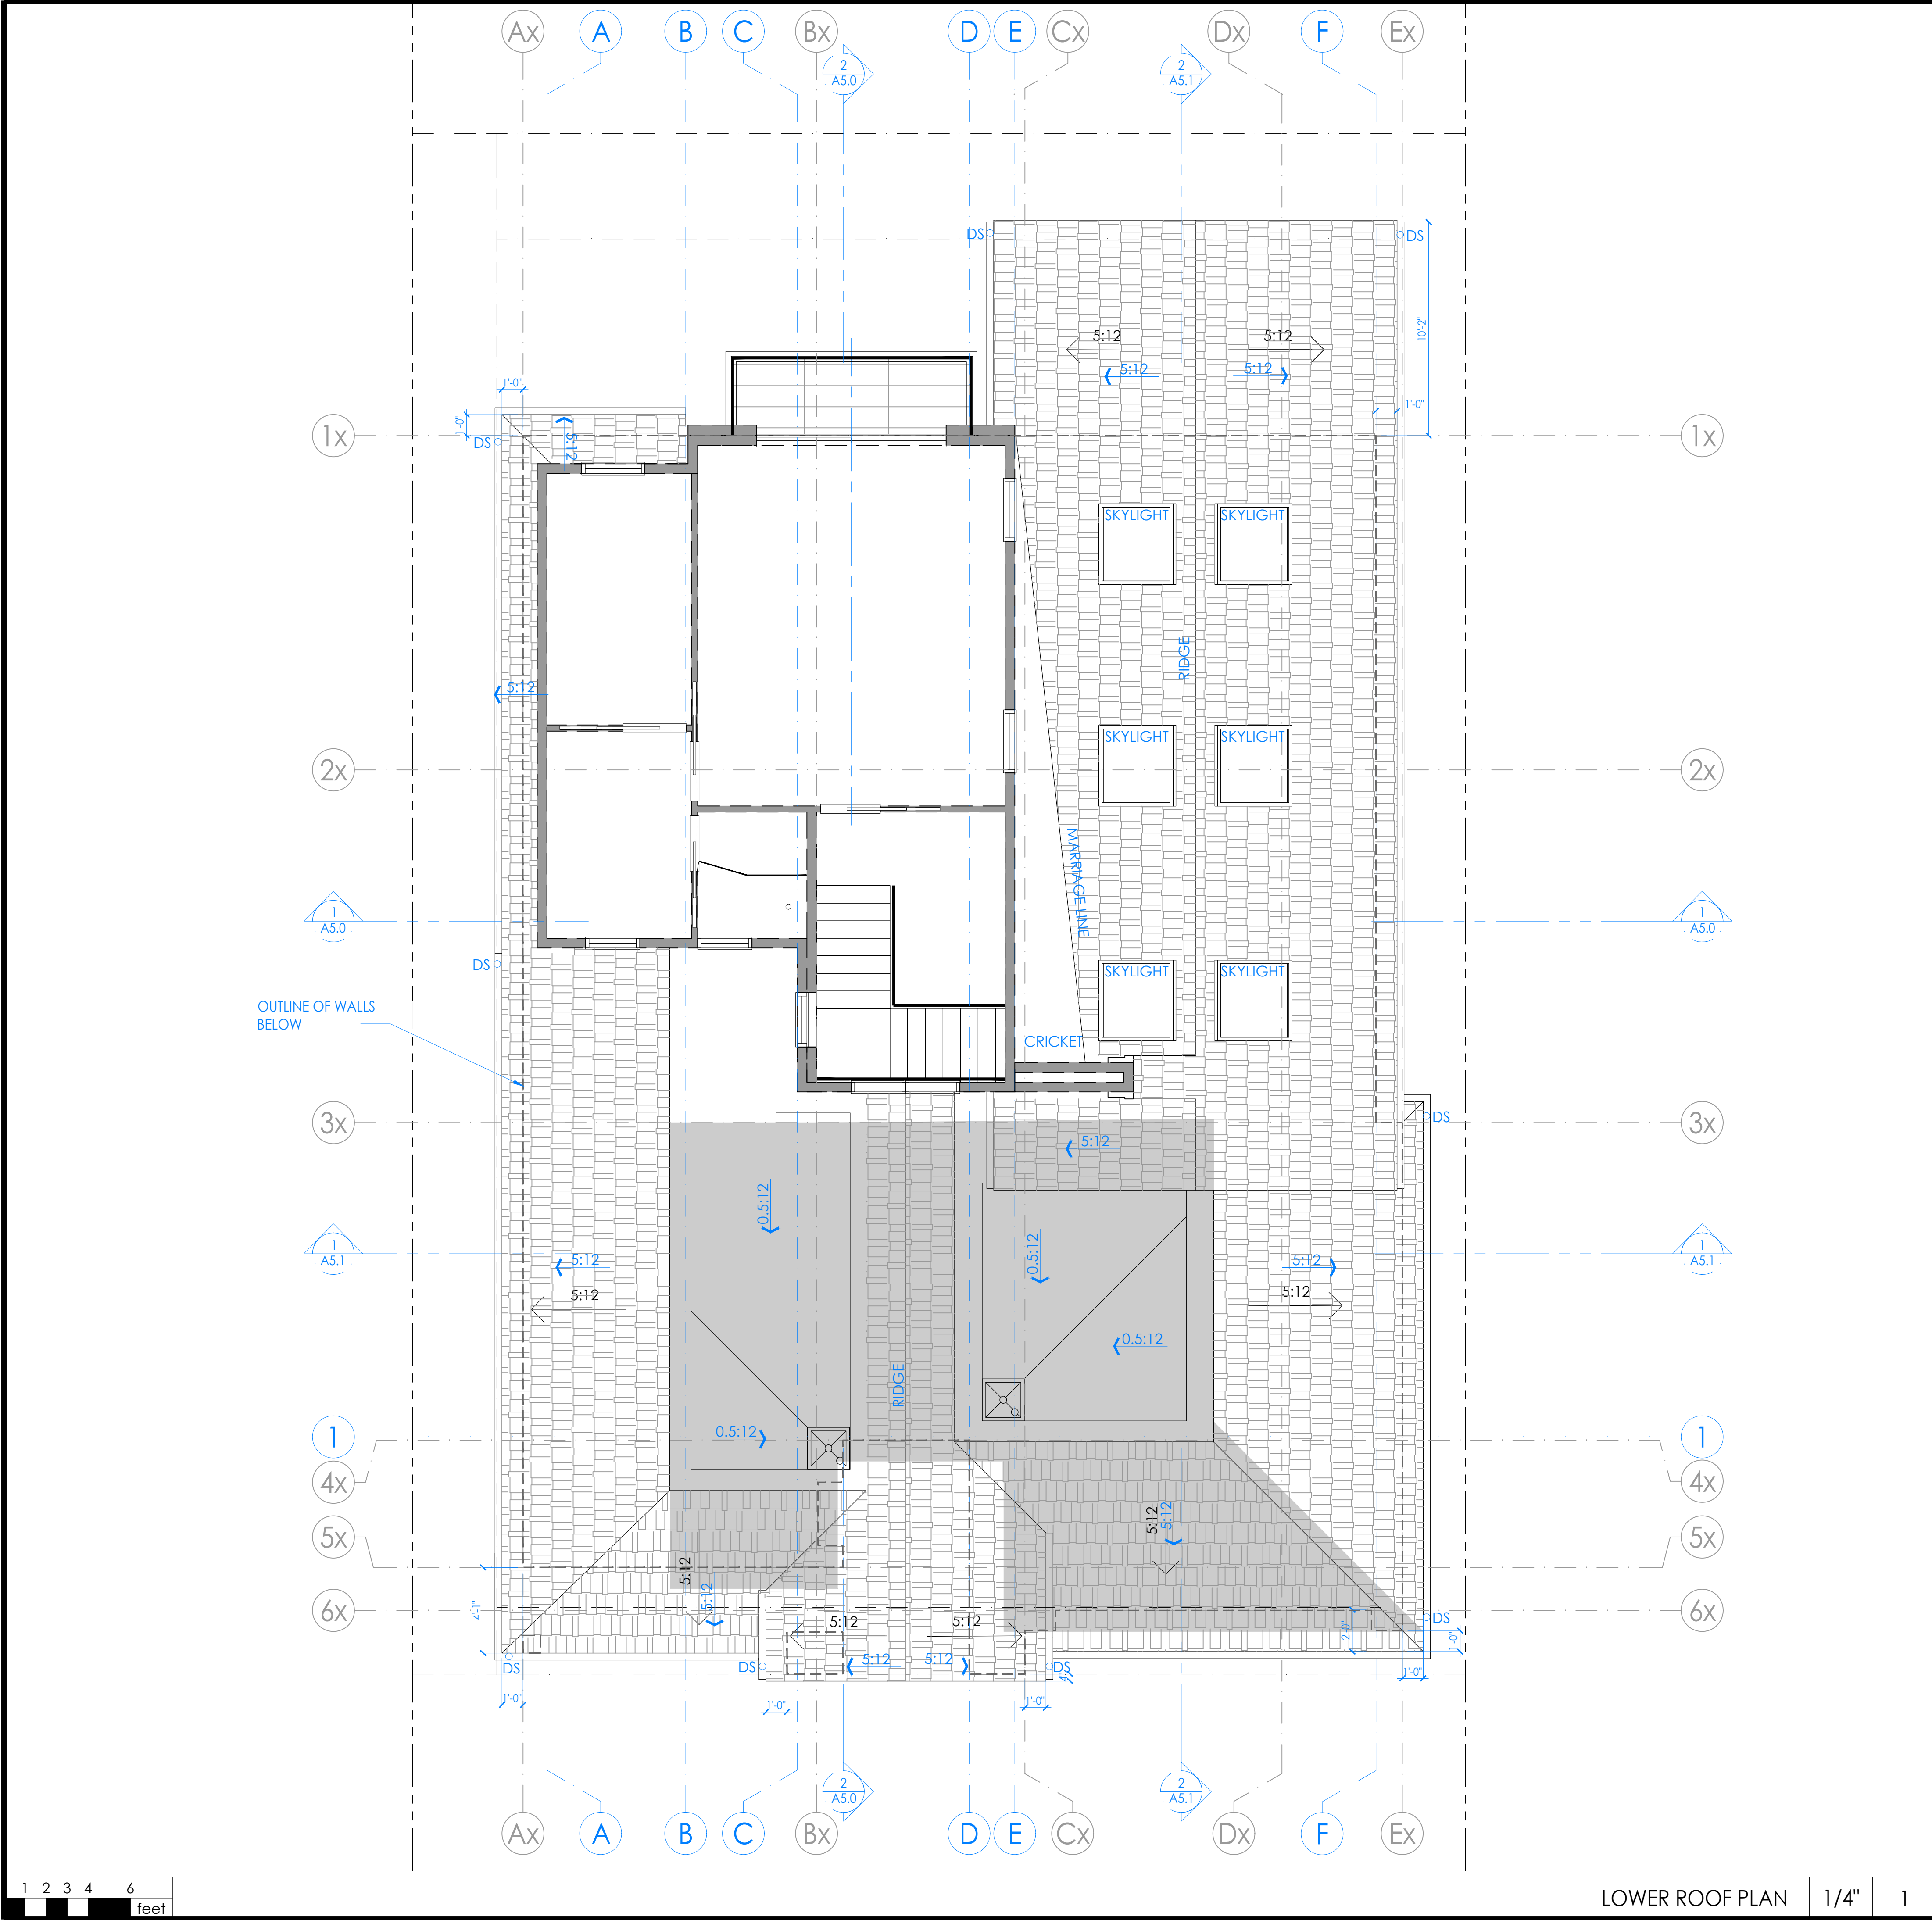 Ax A B C Bx D E Cx Dx F Ex
2
A5.0
2
A5.1
DS
DS
10'-2"
5:12
5:12
5:12
5:12
1'-0"
1'-0"
1'-0"
5:12
DS
1x
1x
SKYLIGHT
SKYLIGHT
RIDGE
5:12
2x
SKYLIGHT
SKYLIGHT
2x
MARRIAGE LINE
1
A5.0
1
A5.0
DS
SKYLIGHT
SKYLIGHT
OUTLINE OF WALLS
BELOW
CRICKET
3x
DS
3x
5:12
0.5:12
0.5:12
1
A5.1
5:12
5:12
5:12
5:12
1
A5.1
0.5:12
RIDGE
1
0.5:12
1
4x
4x
5:12
5:12
5x
5x
5:12
5:12
6x
4'-1"
5:12
5:12
2'-0"
1'-0"
DS
6x
DS
DS
5:12
5:12
DS
1'-0"
1'-0"
1'-0"
1'-0"
2
A5.0
2
A5.1
Ax A B C Bx D E Cx Dx F Ex
1 2 3 4 6
feet
LOWER ROOF PLAN 1/4" 1